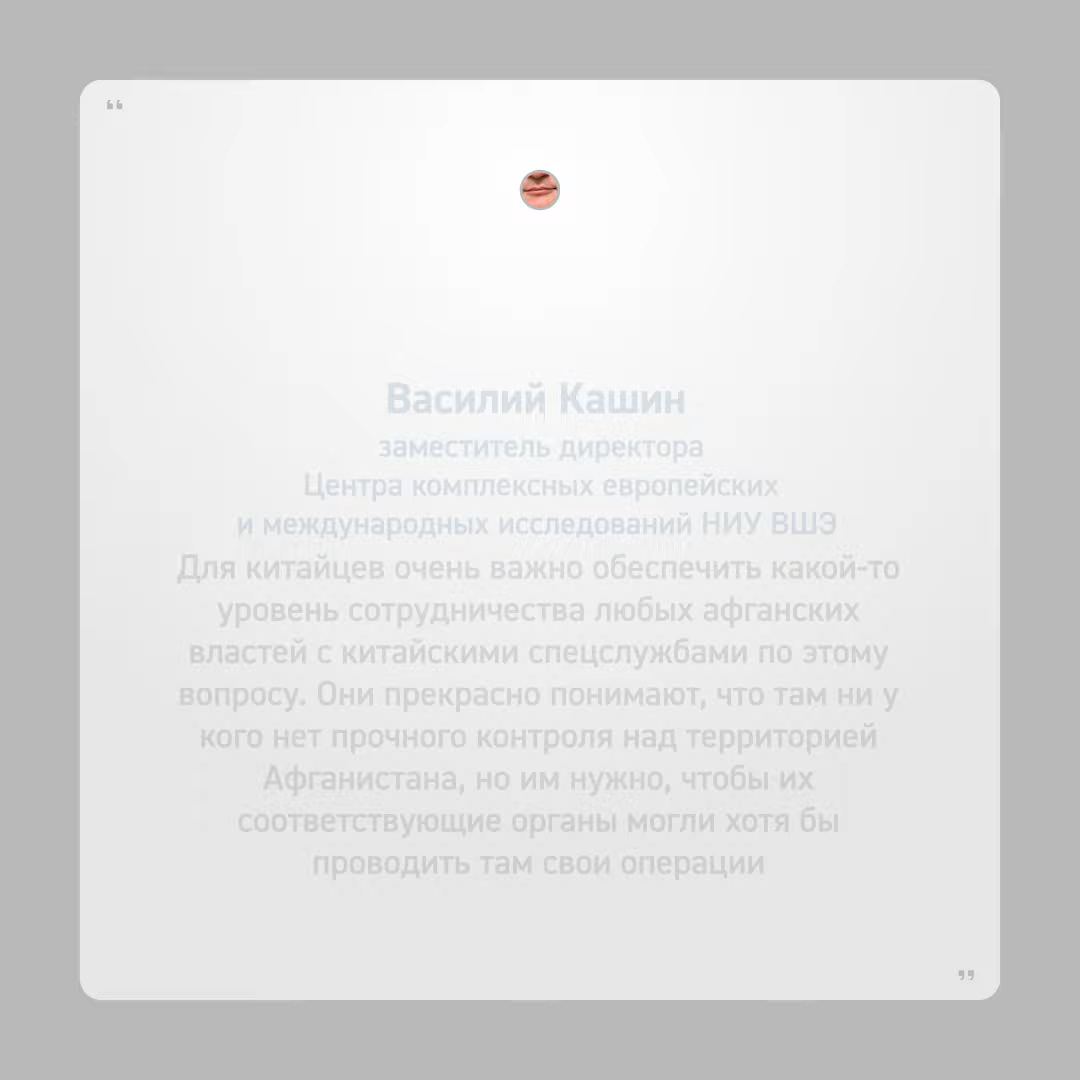 “
Василий Кашин
заместитель директора
Центра комплексных европейских
и международных исследований НИУ ВШЭ
Для китайцев очень важно обеспечить какой-то
уровень сотрудничества любых афганских
властей с китайскими спецслужбами по этому
вопросу. Они прекрасно понимают, что там ни у
кого нет прочного контроля над территорией
Афганистана, но им нужно, чтобы их
соответствующие органы могли хотя бы
проводить там свои операции
”